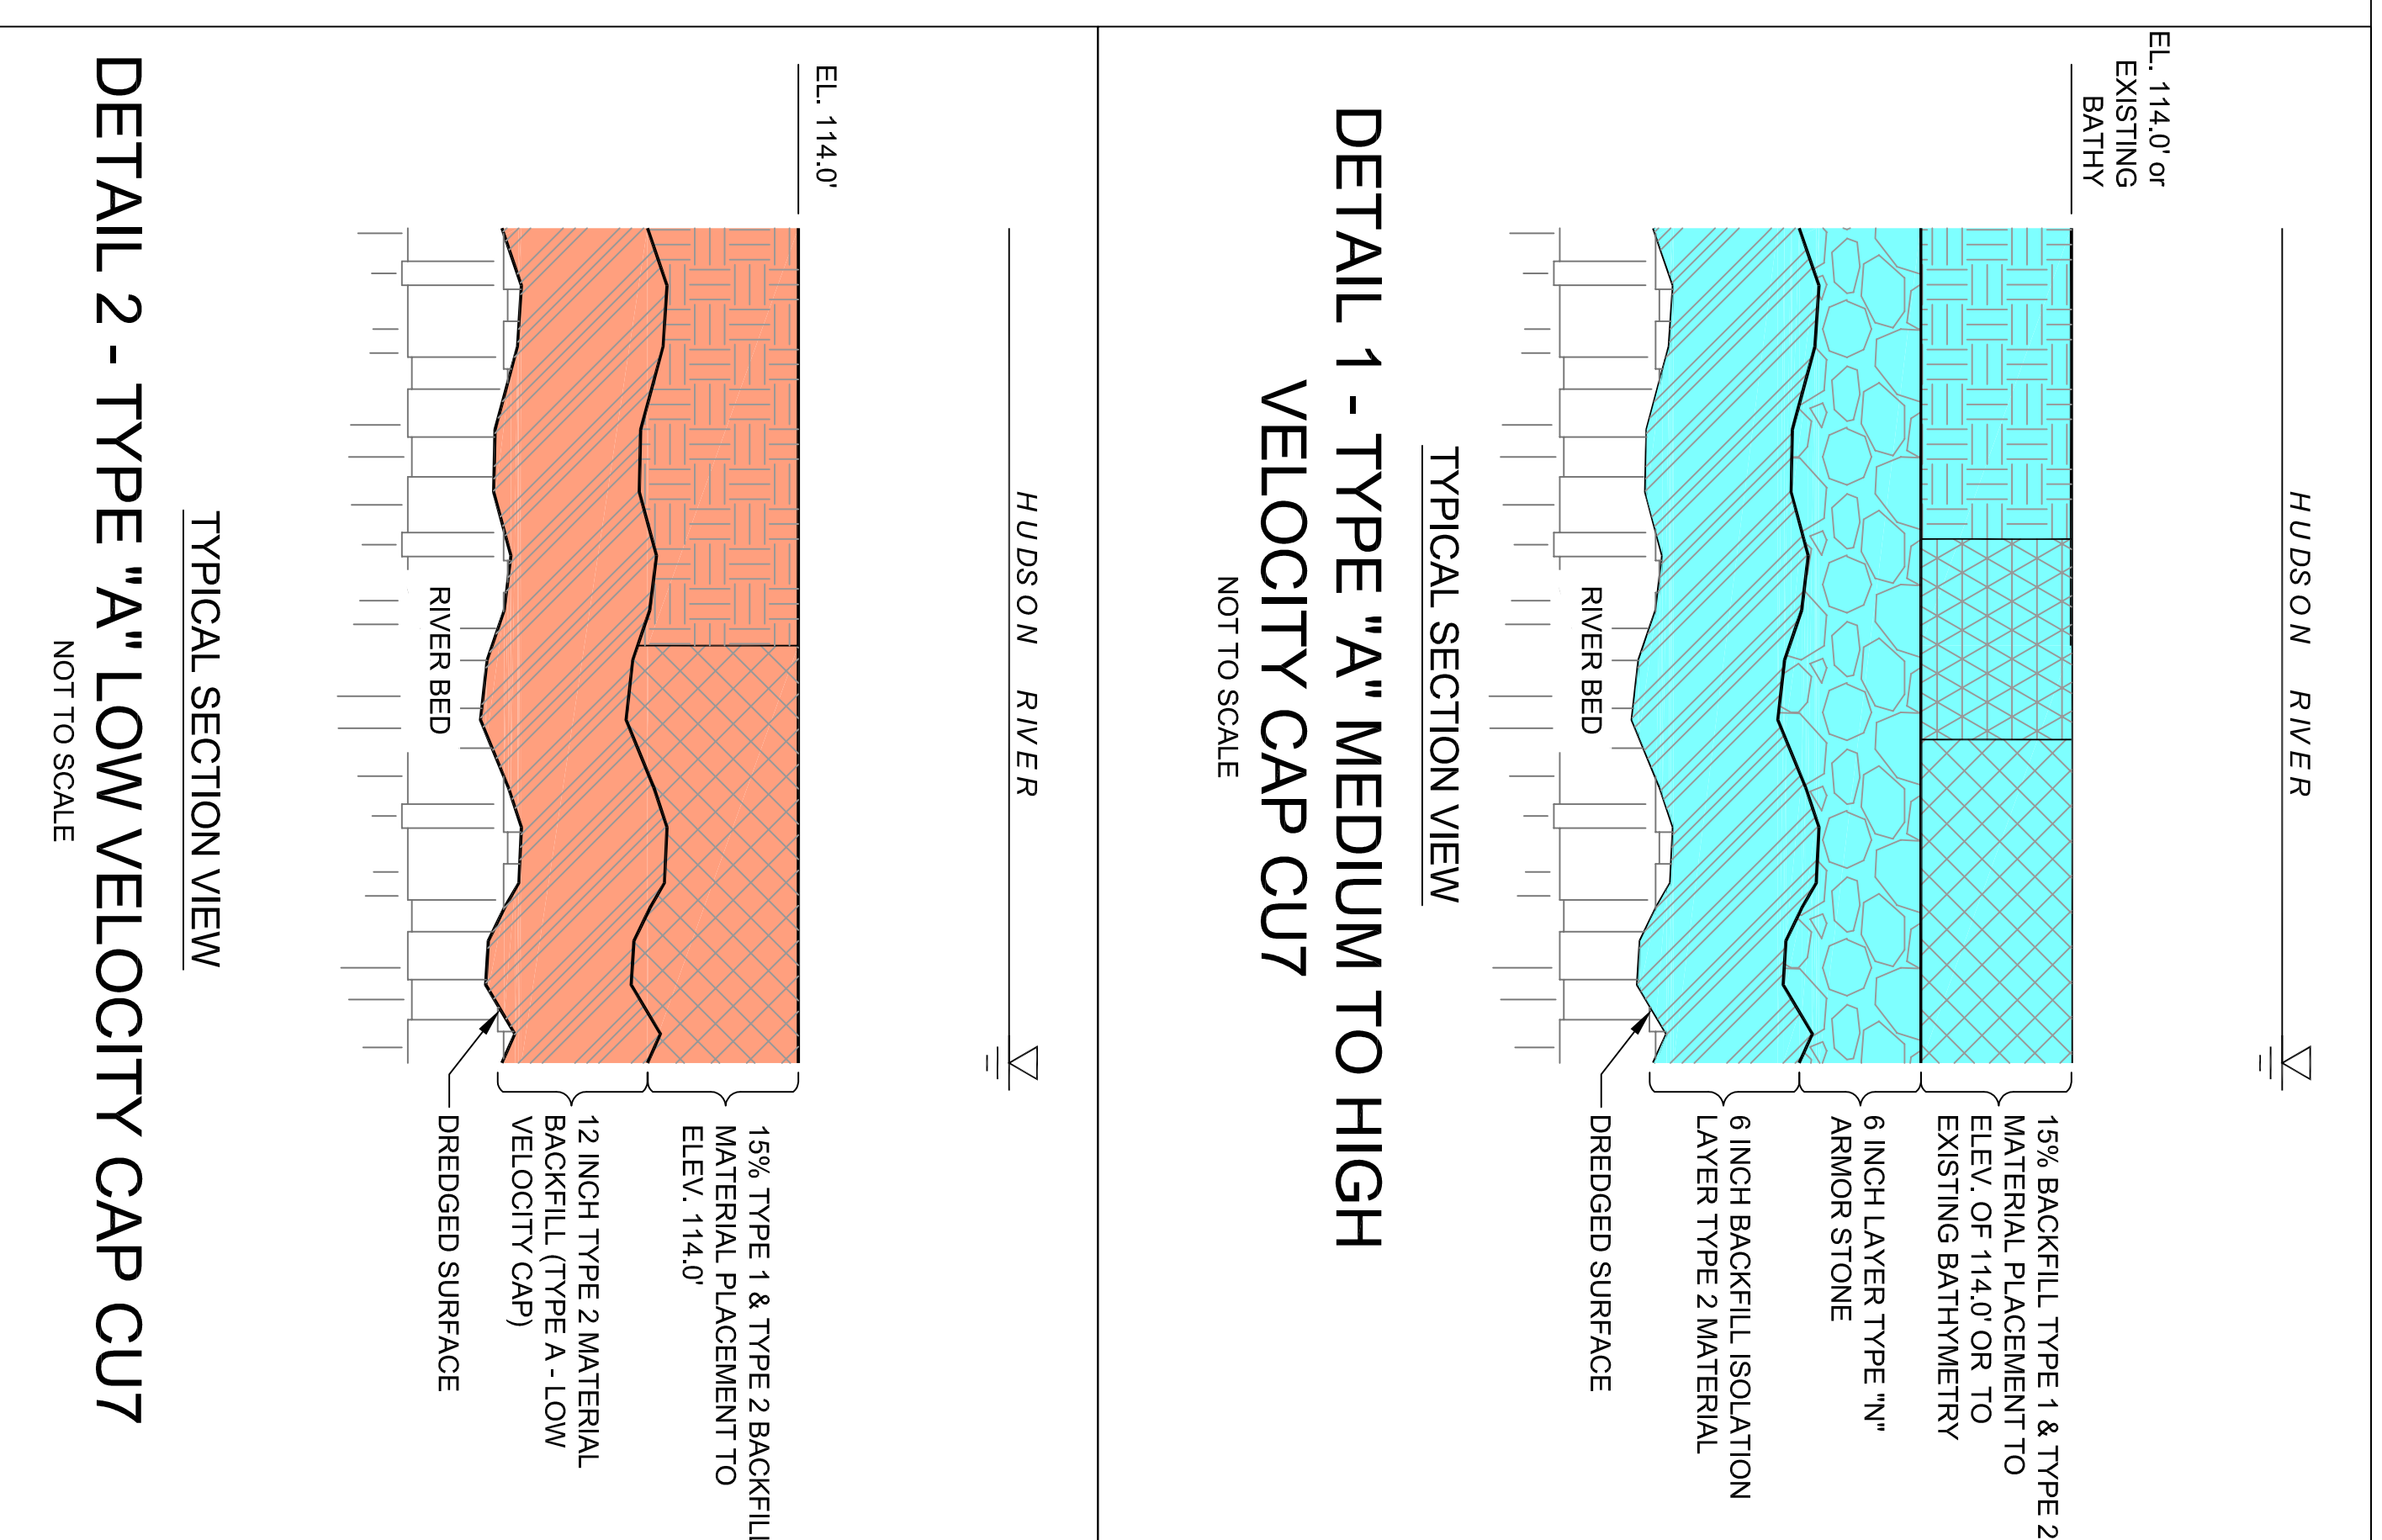 HUDSON RIVER
EL. 114.0' or
EXISTING
BATHY
15% BACKFILL TYPE 1 & TYPE 2
MATERIAL PLACEMENT TO
ELEV. OF 114.0' OR TO
EXISTING BATHYMETRY
6 INCH LAYER TYPE "N"
ARMOR STONE
6 INCH BACKFILL ISOLATION
LAYER TYPE 2 MATERIAL
DREDGED SURFACE
RIVER BED
TYPICAL SECTION VIEW
DETAIL 1 - TYPE "A" MEDIUM TO HIGH
VELOCITY CAP CU7
NOT TO SCALE
HUDSON RIVER
EL. 114.0'
15% TYPE 1 & TYPE 2 BACKFILL
MATERIAL PLACEMENT TO
ELEV. 114.0'
12 INCH TYPE 2 MATERIAL
BACKFILL (TYPE A - LOW
VELOCITY CAP)
DREDGED SURFACE
RIVER BED
TYPICAL SECTION VIEW
DETAIL 2 - TYPE "A" LOW VELOCITY CAP CU7
NOT TO SCALE